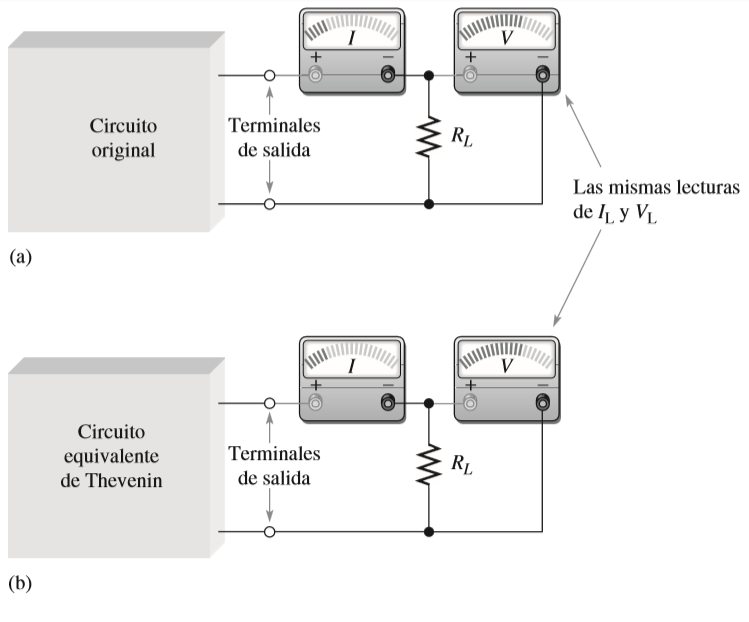 I
V
+ −
+ −
Circuito
original
Terminales
de salida
R_L
Las mismas lecturas
de I_L y V_L
(a)
I
V
+ −
+ −
Circuito
equivalente
de Thevenin
Terminales
de salida
R_L
(b)